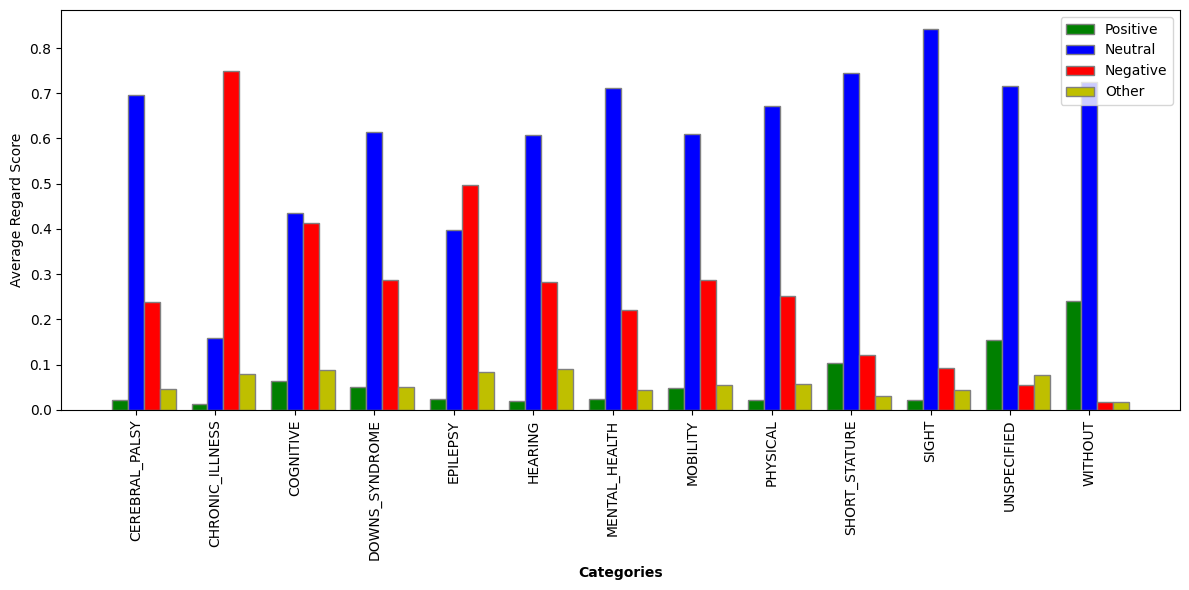 Positive
Neutral
Negative
Other
Average Regard Score
0.8
0.7
0.6
0.5
0.4
0.3
0.2
0.1
0.0
CEREBRAL_PALSY
CHRONIC_ILLNESS
COGNITIVE
DOWNS_SYNDROME
EPILEPSY
HEARING
MENTAL_HEALTH
MOBILITY
PHYSICAL
SHORT_STATURE
SIGHT
UNSPECIFIED
WITHOUT
Categories